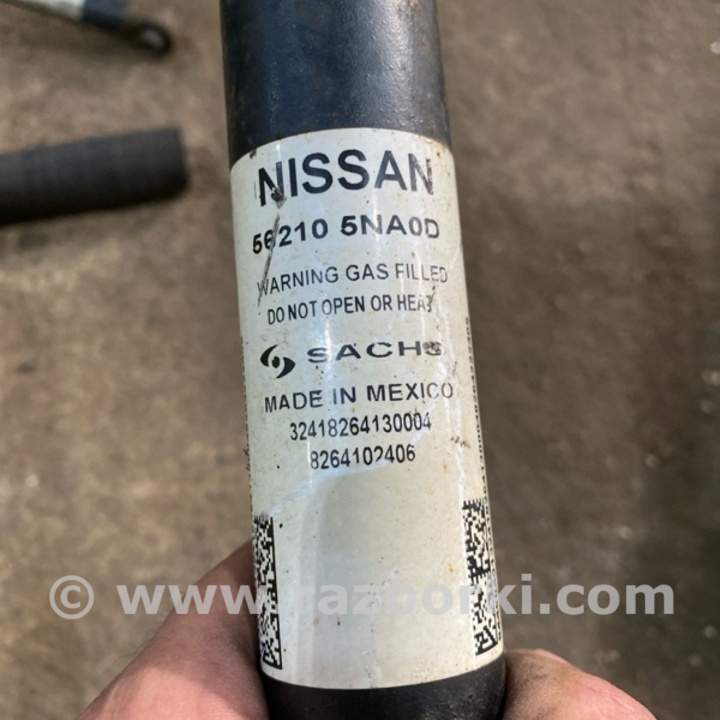 NISSAN
56210 5NA0D
WARNING GAS FILLED
DO NOT OPEN OR HEAT
SACHS
MADE IN MEXICO
32418264130004
8264102406
© www.razborki.com